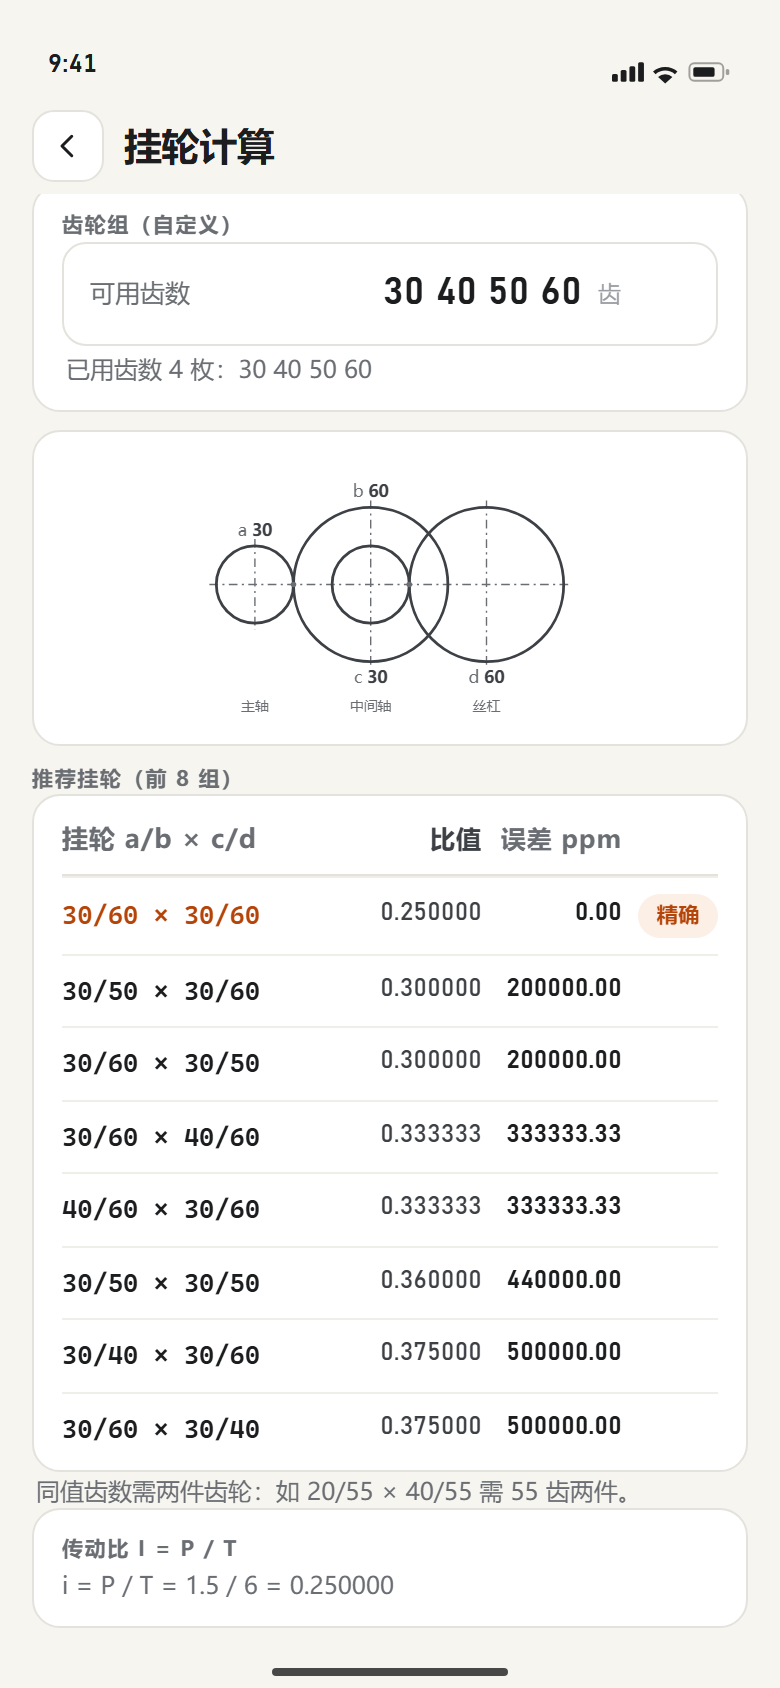 9:41
挂轮计算
齿轮组（自定义）
可用齿数 30 40 50 60 齿
已用齿数 4 枚：30 40 50 60
b 60
a 30
c 30 d 60
主轴 中间轴 丝杠
推荐挂轮（前 8 组）
挂轮 a/b × c/d 比值 误差 ppm
30/60 × 30/60 0.250000 0.00 精确
30/50 × 30/60 0.300000 200000.00
30/60 × 30/50 0.300000 200000.00
30/60 × 40/60 0.333333 333333.33
40/60 × 30/60 0.333333 333333.33
30/50 × 30/50 0.360000 440000.00
30/40 × 30/60 0.375000 500000.00
30/60 × 30/40 0.375000 500000.00
同值齿数需两件齿轮：如 20/55 × 40/55 需 55 齿两件。
传动比 I = P / T
i = P / T = 1.5 / 6 = 0.250000